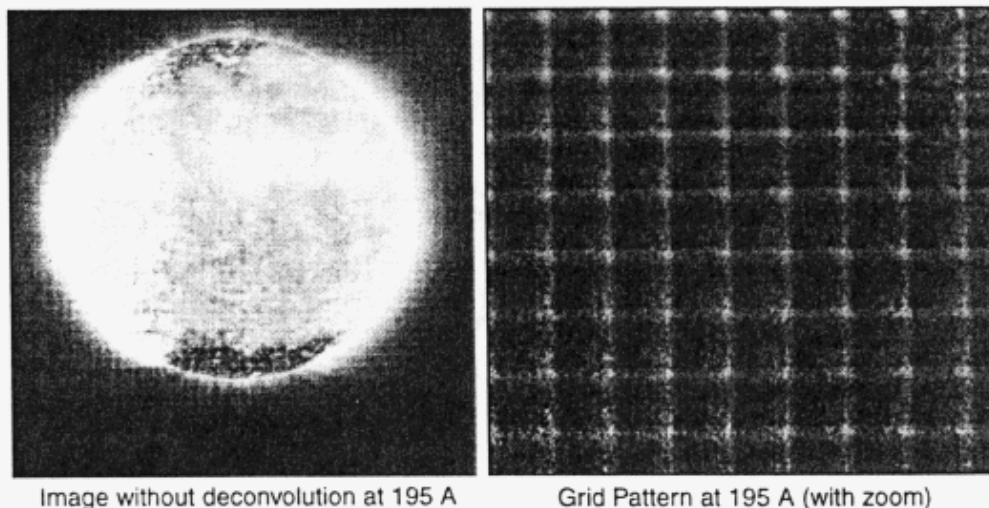 Image without deconvolution at 195 A
Grid Pattern at 195 A (with zoom)